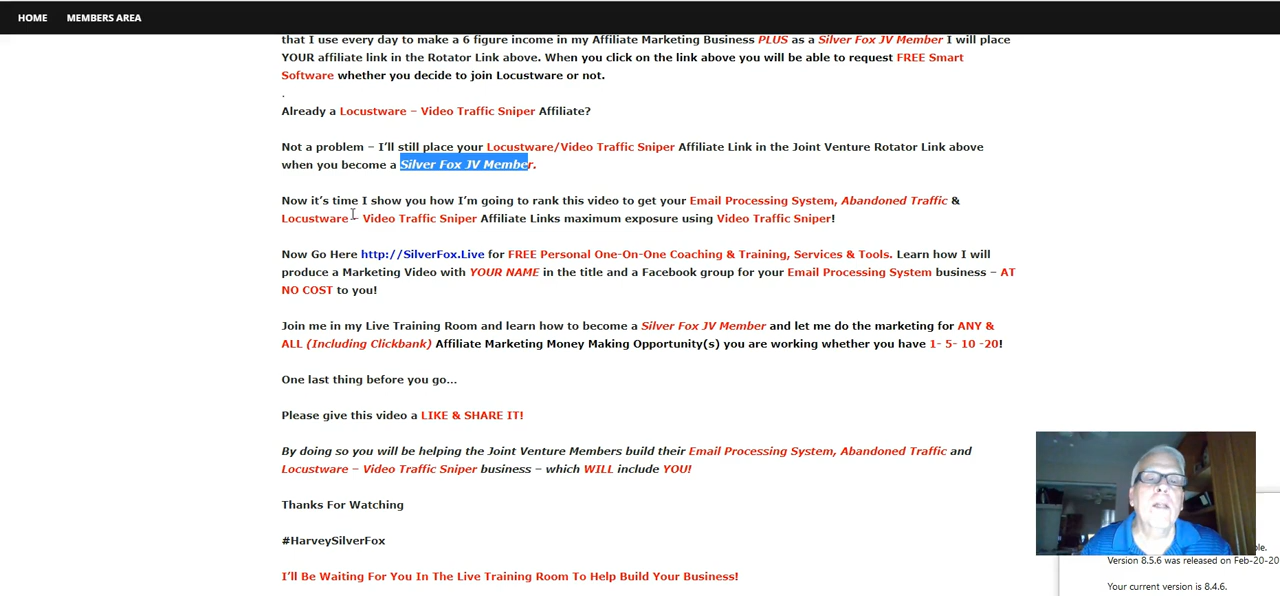 HOME MEMBERS AREA
that I use every day to make a 6 figure income in my Affiliate Marketing Business PLUS as a Silver Fox JV Member I will place
YOUR affiliate link in the Rotator Link above. When you click on the link above you will be able to request FREE Smart
Software whether you decide to join Locustware or not.
.
Already a Locustware – Video Traffic Sniper Affiliate?
Not a problem – I'll still place your Locustware/Video Traffic Sniper Affiliate Link in the Joint Venture Rotator Link above
when you become a Silver Fox JV Member.
Now it's time I show you how I'm going to rank this video to get your Email Processing System, Abandoned Traffic &
Locustware – Video Traffic Sniper Affiliate Links maximum exposure using Video Traffic Sniper!
Now Go Here http://SilverFox.Live for FREE Personal One-On-One Coaching & Training, Services & Tools. Learn how I will
produce a Marketing Video with YOUR NAME in the title and a Facebook group for your Email Processing System business – AT
NO COST to you!
Join me in my Live Training Room and learn how to become a Silver Fox JV Member and let me do the marketing for ANY &
ALL (Including Clickbank) Affiliate Marketing Money Making Opportunity(s) you are working whether you have 1- 5- 10 -20!
One last thing before you go...
Please give this video a LIKE & SHARE IT!
By doing so you will be helping the Joint Venture Members build their Email Processing System, Abandoned Traffic and
Locustware – Video Traffic Sniper business – which WILL include YOU!
Thanks For Watching
#HarveySilverFox
I'll Be Waiting For You In The Live Training Room To Help Build Your Business!
Version 8.5.6 was released on Feb-20-20
Your current version is 8.4.6.